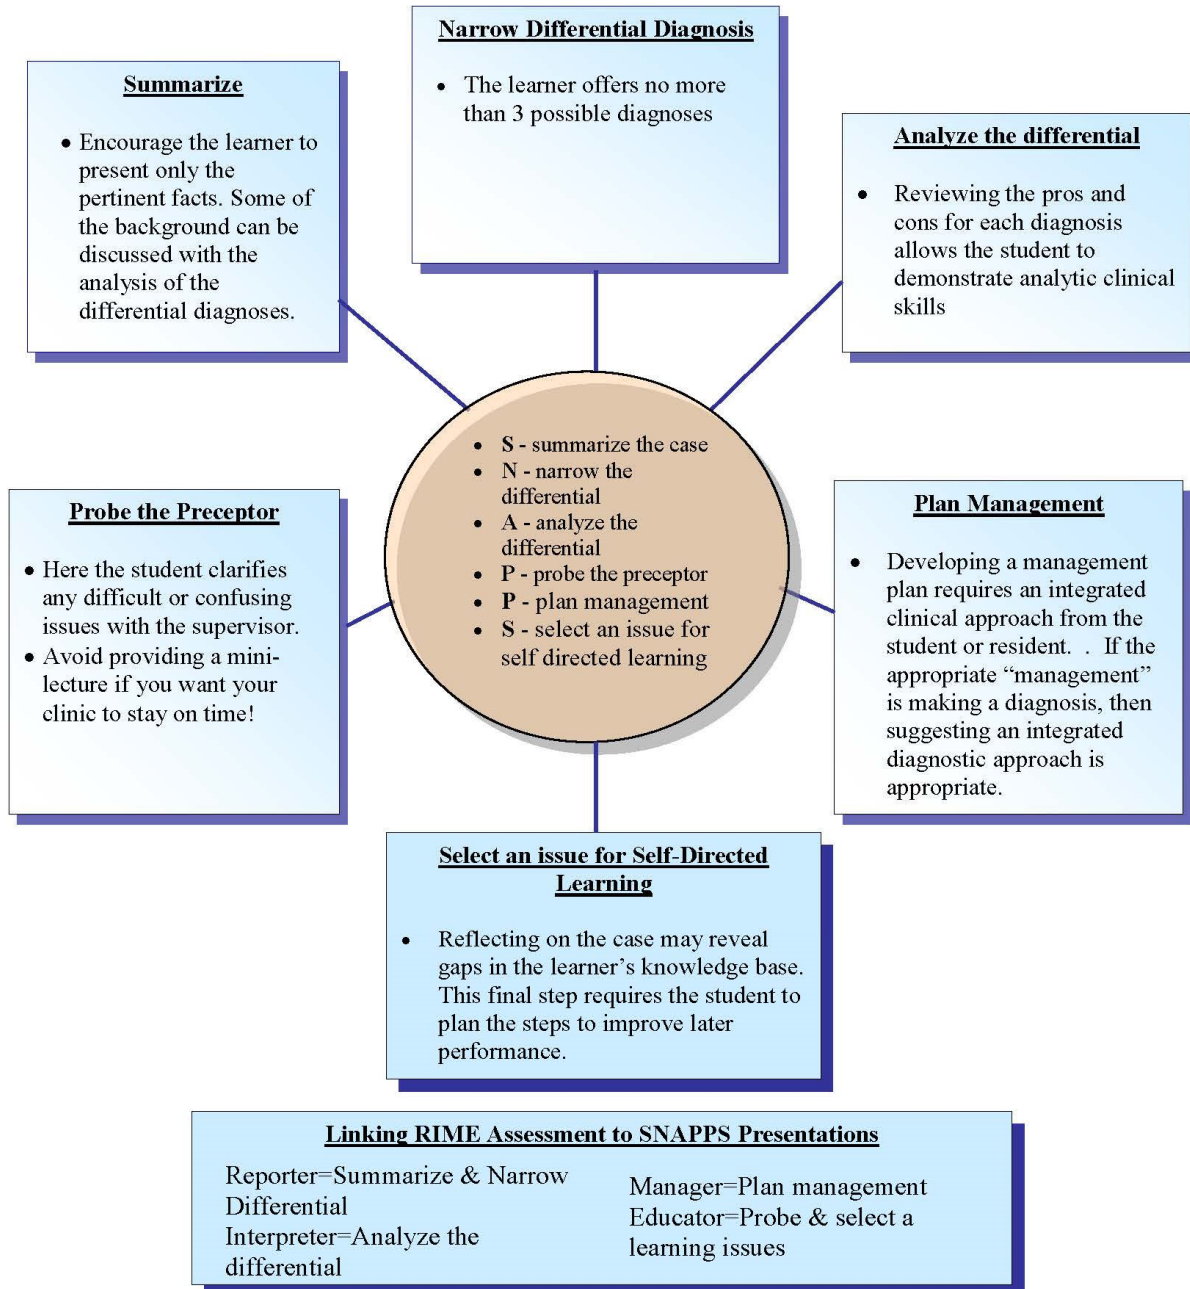 Narrow Differential Diagnosis
• The learner offers no more
than 3 possible diagnoses
Summarize
• Encourage the learner to
present only the
pertinent facts. Some of
the background can be
discussed with the
analysis of the
differential diagnoses.
Analyze the differential
• Reviewing the pros and
cons for each diagnosis
allows the student to
demonstrate analytic clinical
skills
• S - summarize the case
• N - narrow the
differential
• A - analyze the
differential
• P - probe the preceptor
• P - plan management
• S - select an issue for
self directed learning
Probe the Preceptor
• Here the student clarifies
any difficult or confusing
issues with the supervisor.
• Avoid providing a mini-
lecture if you want your
clinic to stay on time!
Plan Management
• Developing a management
plan requires an integrated
clinical approach from the
student or resident. . If the
appropriate “management”
is making a diagnosis, then
suggesting an integrated
diagnostic approach is
appropriate.
Select an issue for Self-Directed
Learning
• Reflecting on the case may reveal
gaps in the learner’s knowledge base.
This final step requires the student to
plan the steps to improve later
performance.
Linking RIME Assessment to SNAPPS Presentations
Reporter=Summarize & Narrow
Differential
Interpreter=Analyze the
differential
Manager=Plan management
Educator=Probe & select a
learning issues